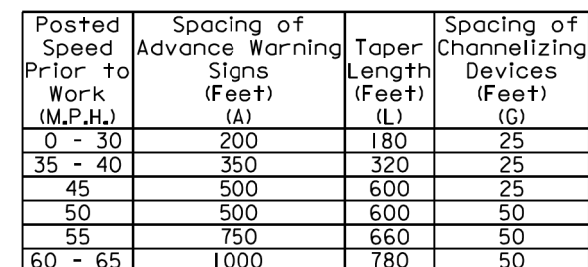 Posted Speed Prior to Work (M.P.H.)
Spacing of Advance Warning Signs (Feet) (A)
Taper Length (Feet) (L)
Spacing of Channelizing Devices (Feet) (G)
0 - 30 200 180 25
35 - 40 350 320 25
45 500 600 25
50 500 600 50
55 750 660 50
60 - 65 1000 780 50